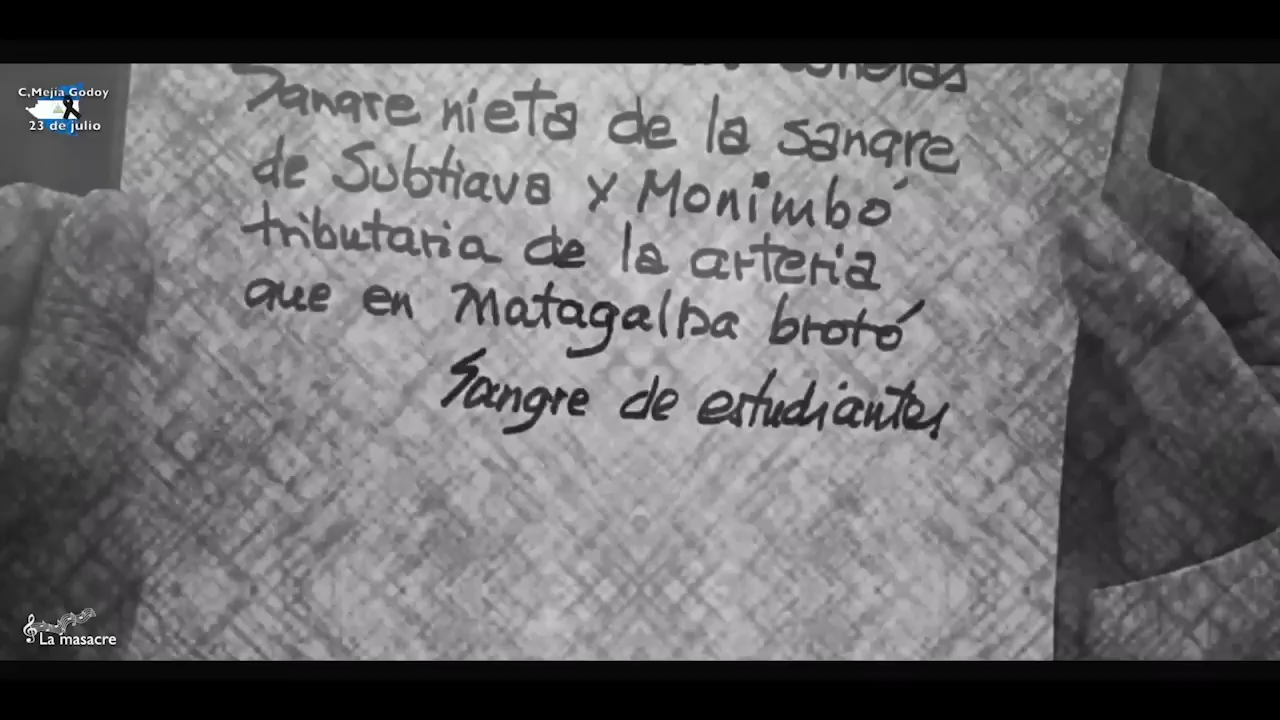 C,Mejía Godoy
23 de julio
Sangre nieta de la sangre
de Subtiava y Monimbó
tributaria de la arteria
que en Matagalpa brotó
Sangre de estudiantes
La masacre